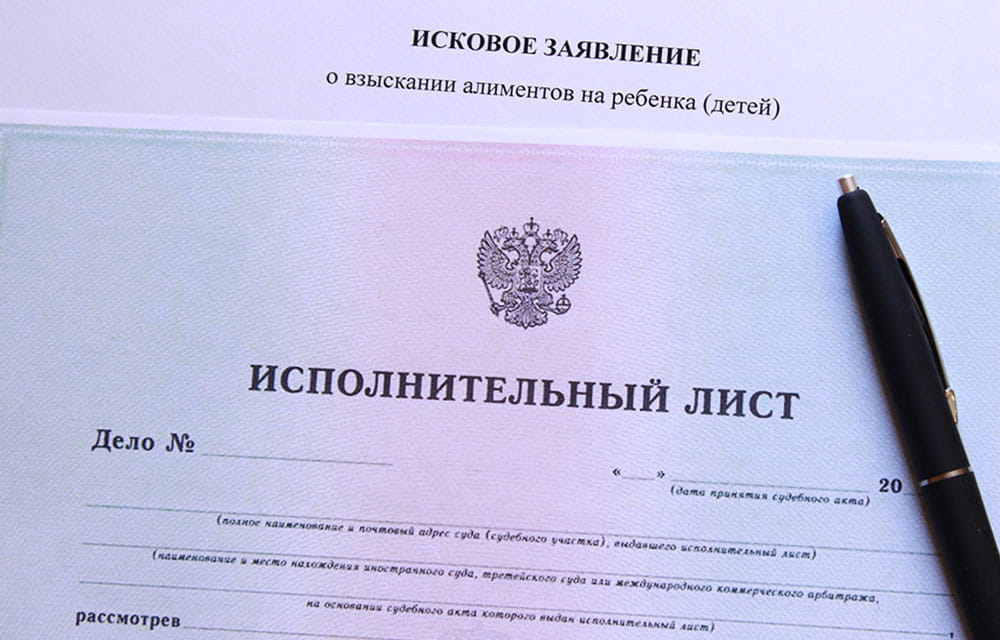 ИСКОВОЕ ЗАЯВЛЕНИЕ
о взыскании алиментов на ребенка (детей)
ИСПОЛНИТЕЛЬНЫЙ ЛИСТ
Дело №
«___» 20
(дата принятия судебного акта)
(полное наименование и почтовый адрес суда (судебного участка), выдавшего исполнительный лист)
(наименование и место нахождения иностранного суда, третейского суда или международного коммерческого арбитража,
на основании судебного акта которого выдан исполнительный лист)
рассмотрев